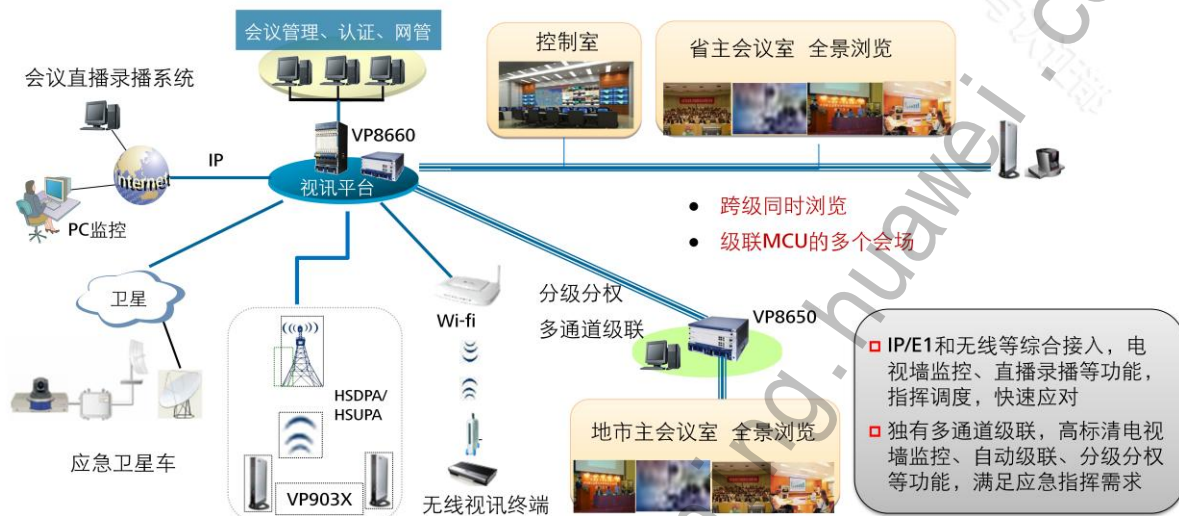 会议管理、认证、网管
控制室
省主会议室 全景浏览
会议直播录播系统
VP8660
IP
Internet
视讯平台
PC监控
跨级同时浏览
级联MCU的多个会场
卫星
分级分权
多通道级联
Wi-fi
VP8650
HSDPA/
HSUPA
IP/E1和无线等综合接入，电
视墙监控、直播录播等功能，
指挥调度，快速应对
独有多通道级联，高标清电视
墙监控、自动级联、分级分权
等功能，满足应急指挥需求
地市主会议室 全景浏览
应急卫星车
VP903X
无线视讯终端
ing.huawei.co